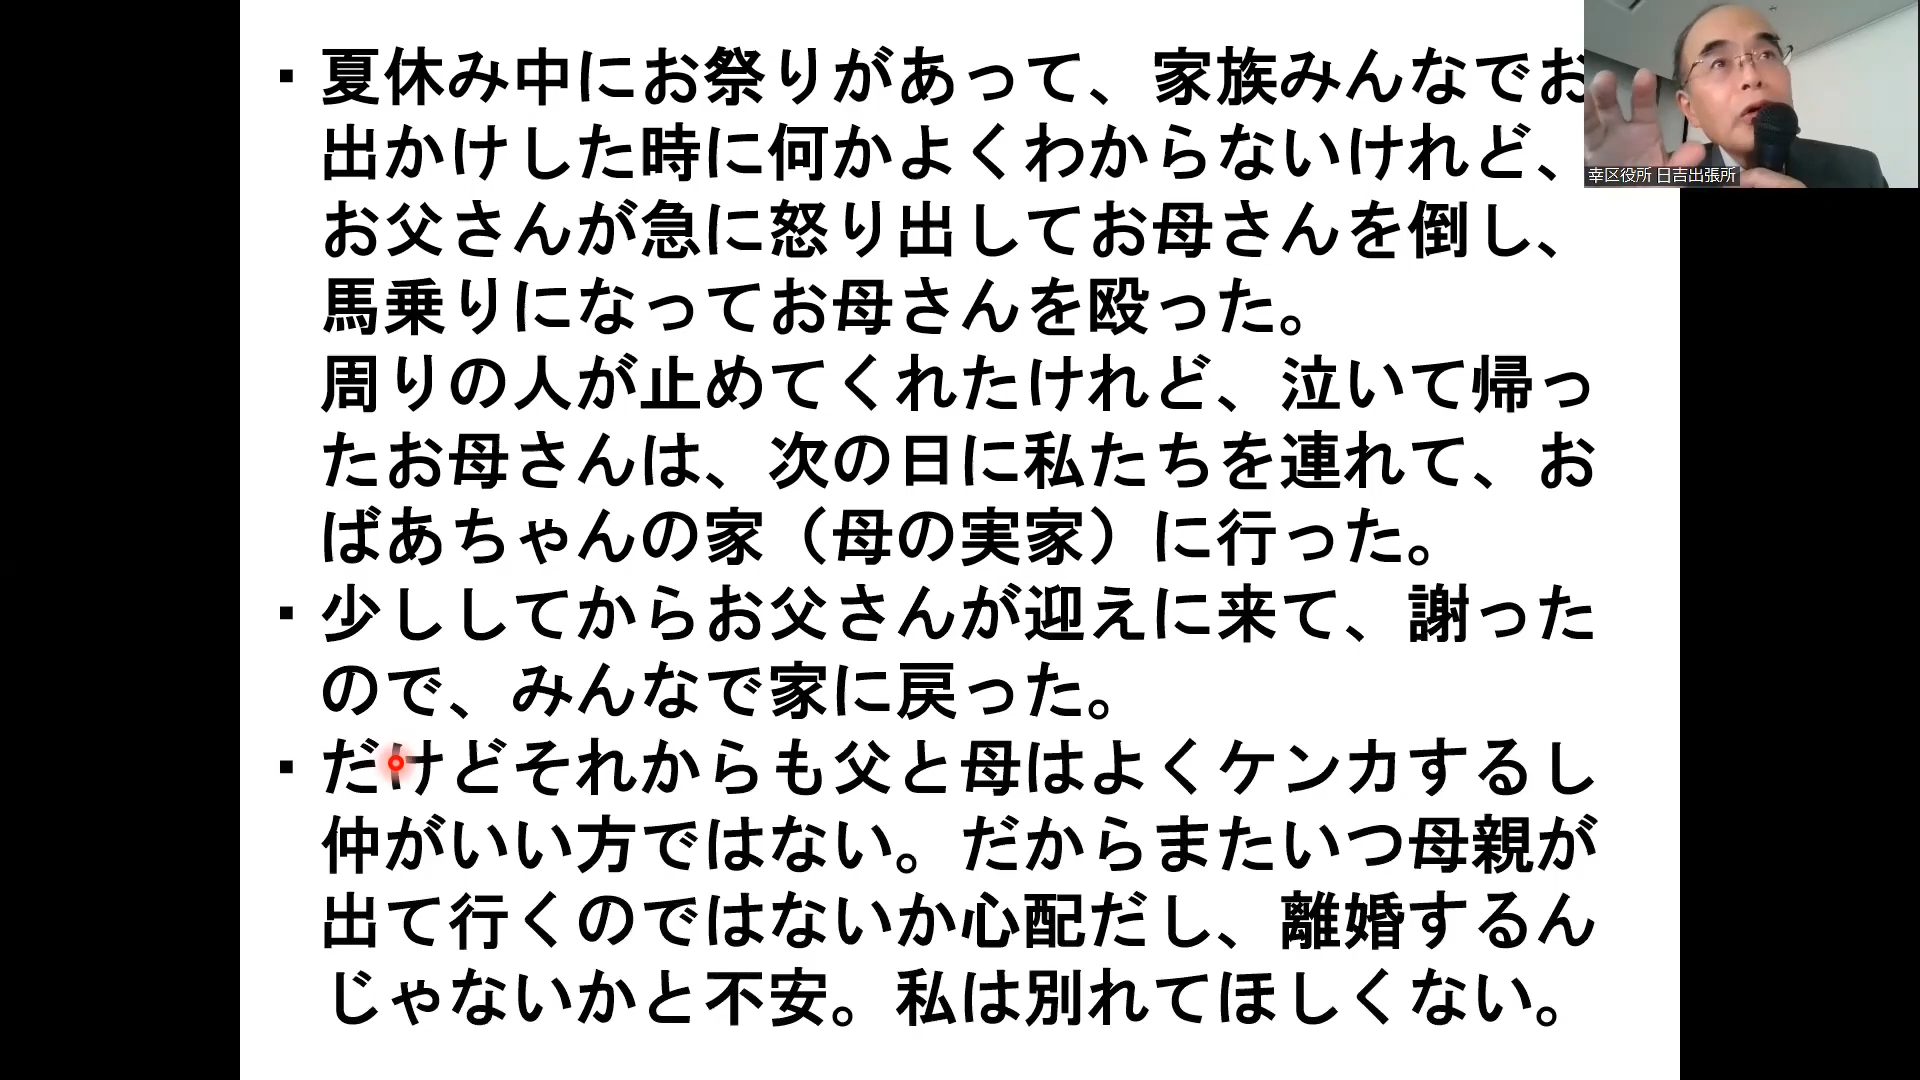 ・夏休み中にお祭りがあって、家族みんなでお
出かけした時に何かよくわからないけれど、
お父さんが急に怒り出してお母さんを倒し、
馬乗りになってお母さんを殴った。
周りの人が止めてくれたけれど、泣いて帰っ
たお母さんは、次の日に私たちを連れて、お
ばあちゃんの家（母の実家）に行った。
・少ししてからお父さんが迎えに来て、謝った
ので、みんなで家に戻った。
・だけどそれからも父と母はよくケンカするし
仲がいい方ではない。だからまたいつ母親が
出て行くのではないか心配だし、離婚するん
じゃないかと不安。私は別れてほしくない。
幸区役所 日吉出張所